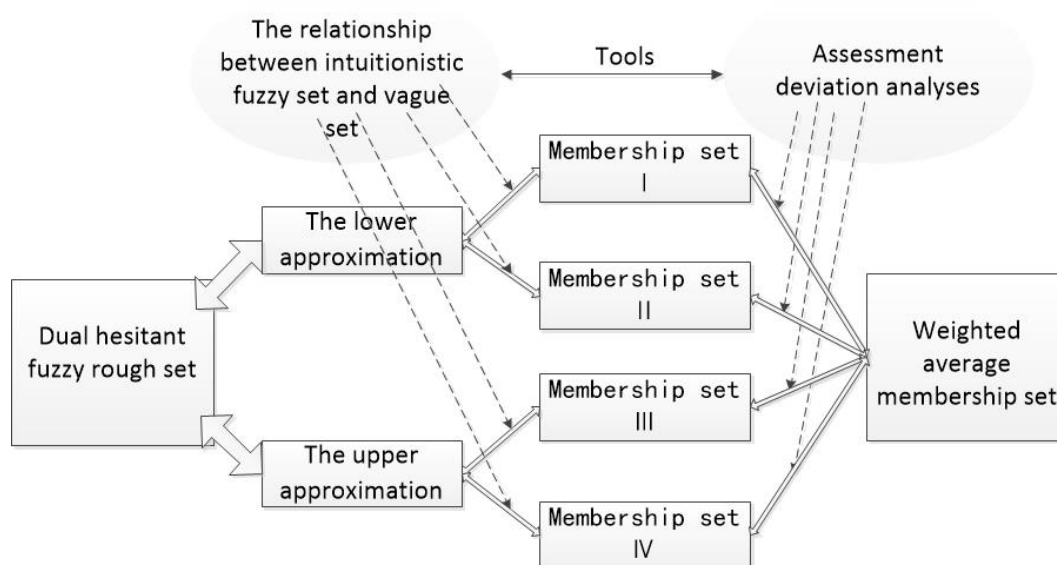 The relationship
between intuitionistic
fuzzy set and vague
set
Tools
Assessment
deviation analyses
Membership set
I
The lower
approximation
Membership set
II
Dual hesitant
fuzzy rough set
Weighted
average
membership set
Membership set
III
The upper
approximation
Membership set
IV